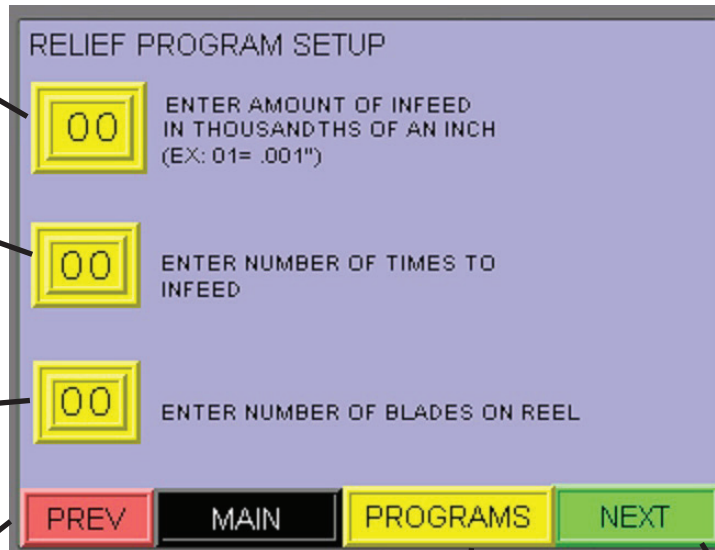 RELIEF PROGRAM SETUP
00
ENTER AMOUNT OF INFEED
IN THOUSANDTHS OF AN INCH
(EX: 01= .001")
00
ENTER NUMBER OF TIMES TO
INFEED
00
ENTER NUMBER OF BLADES ON REEL
PREV MAIN PROGRAMS NEXT